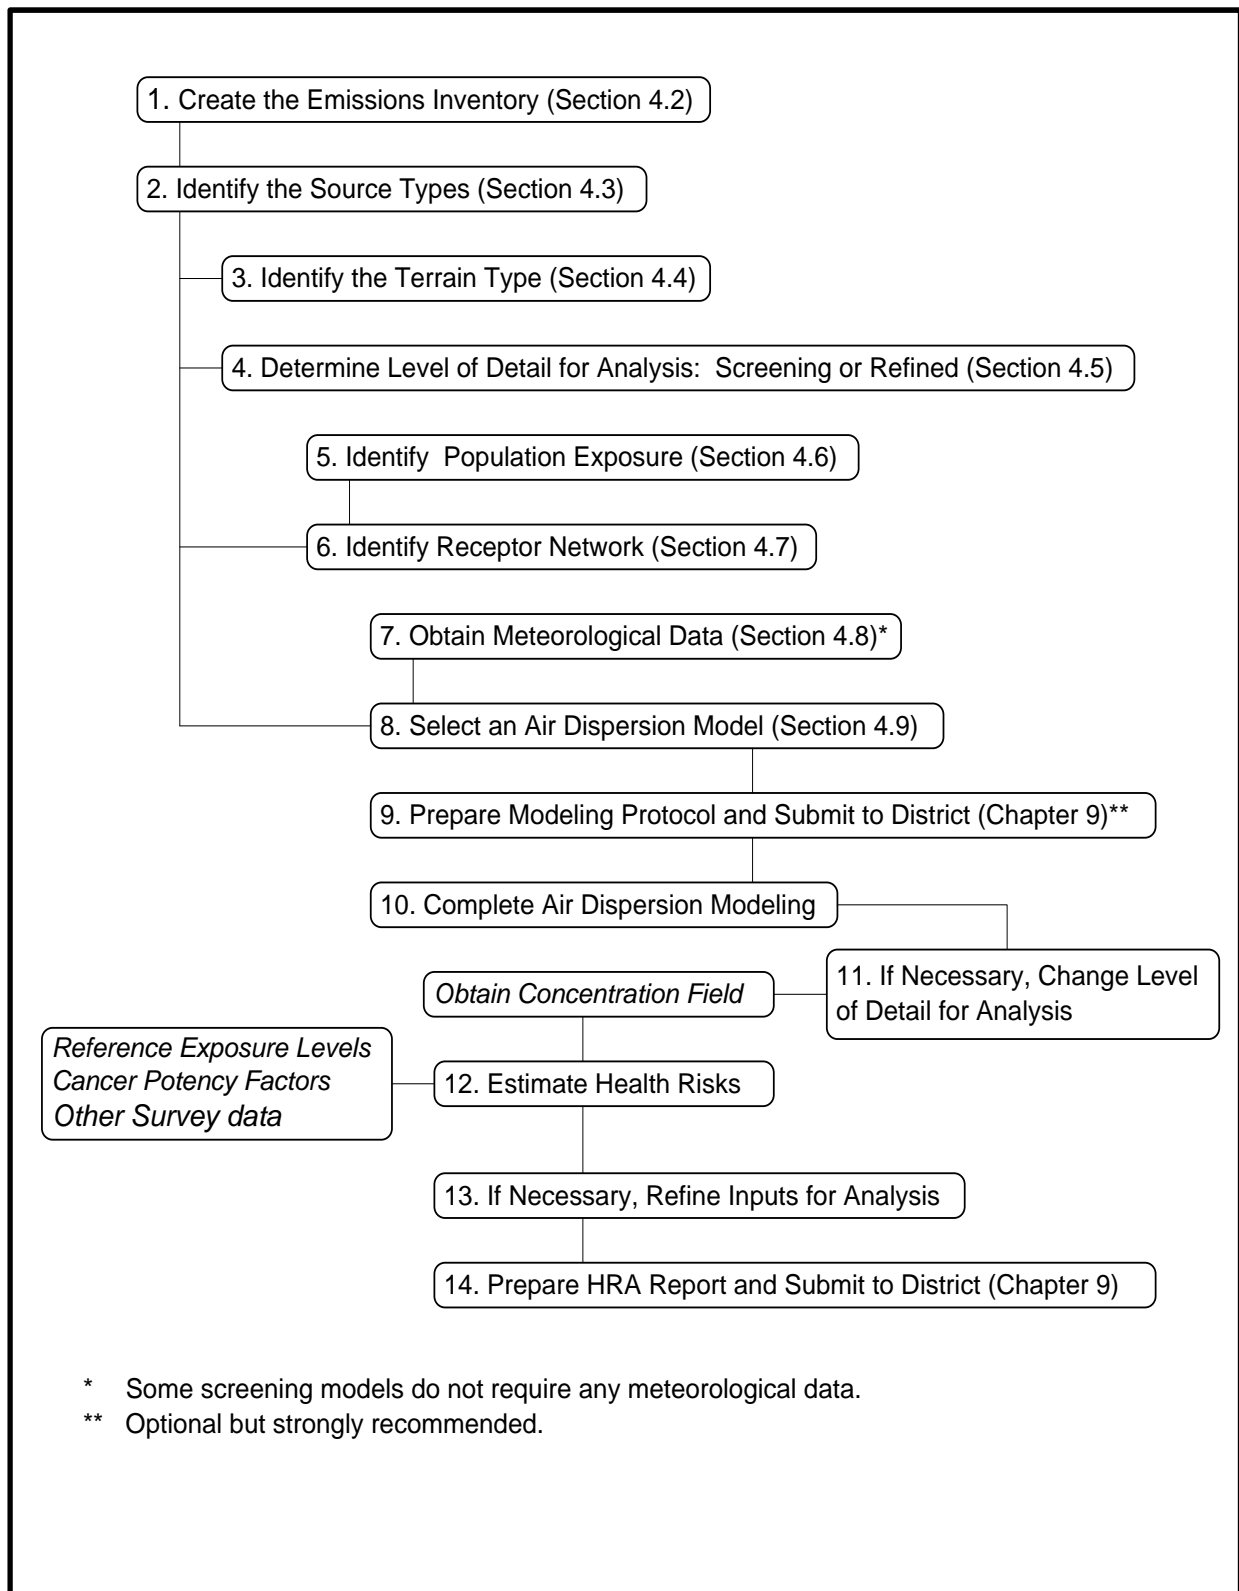 1. Create the Emissions Inventory (Section 4.2)
2. Identify the Source Types (Section 4.3)
3. Identify the Terrain Type (Section 4.4)
4. Determine Level of Detail for Analysis:  Screening or Refined (Section 4.5)
5. Identify  Population Exposure (Section 4.6)
6. Identify Receptor Network (Section 4.7)
7. Obtain Meteorological Data (Section 4.8)*
8. Select an Air Dispersion Model (Section 4.9)
9. Prepare Modeling Protocol and Submit to District (Chapter 9)**
10. Complete Air Dispersion Modeling
11. If Necessary, Change Level
of Detail for Analysis
Obtain Concentration Field
Reference Exposure Levels
Cancer Potency Factors
Other Survey data
12. Estimate Health Risks
13. If Necessary, Refine Inputs for Analysis
14. Prepare HRA Report and Submit to District (Chapter 9)
* Some screening models do not require any meteorological data.
** Optional but strongly recommended.